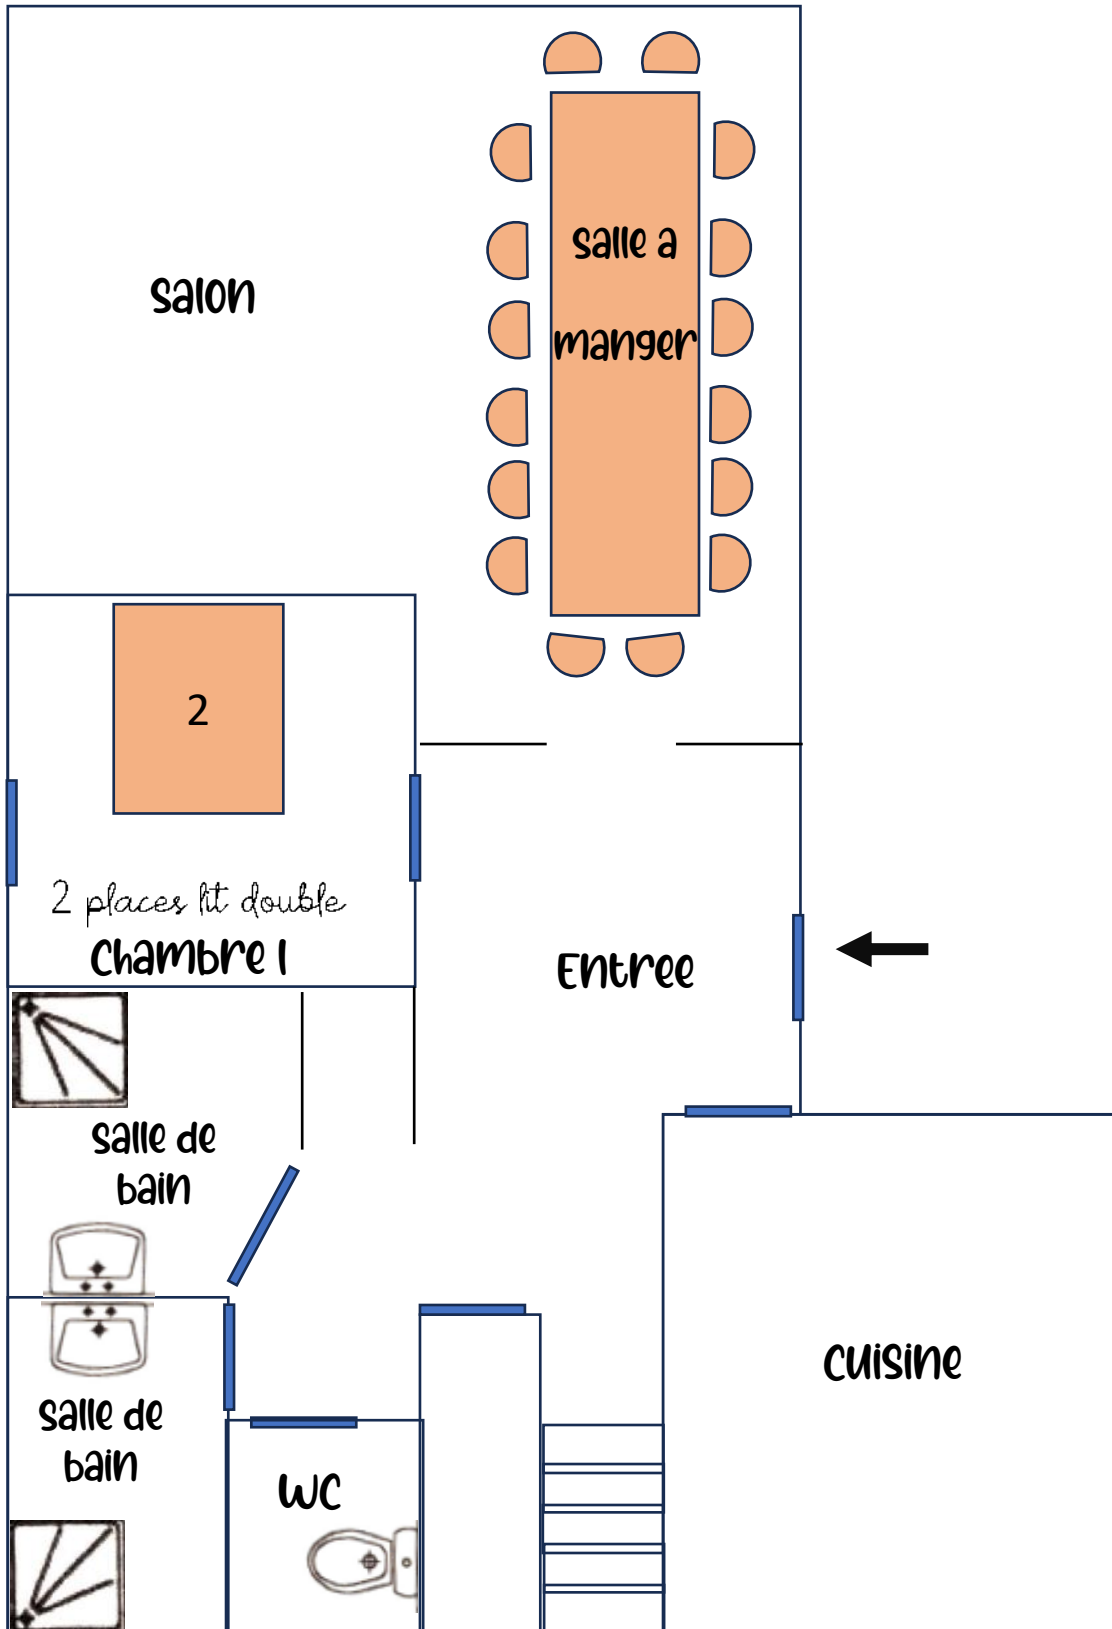 salle a
manger
salon
2
2 places lit double
Chambre 1
Entree
salle de
bain
cuisine
salle de
bain
WC